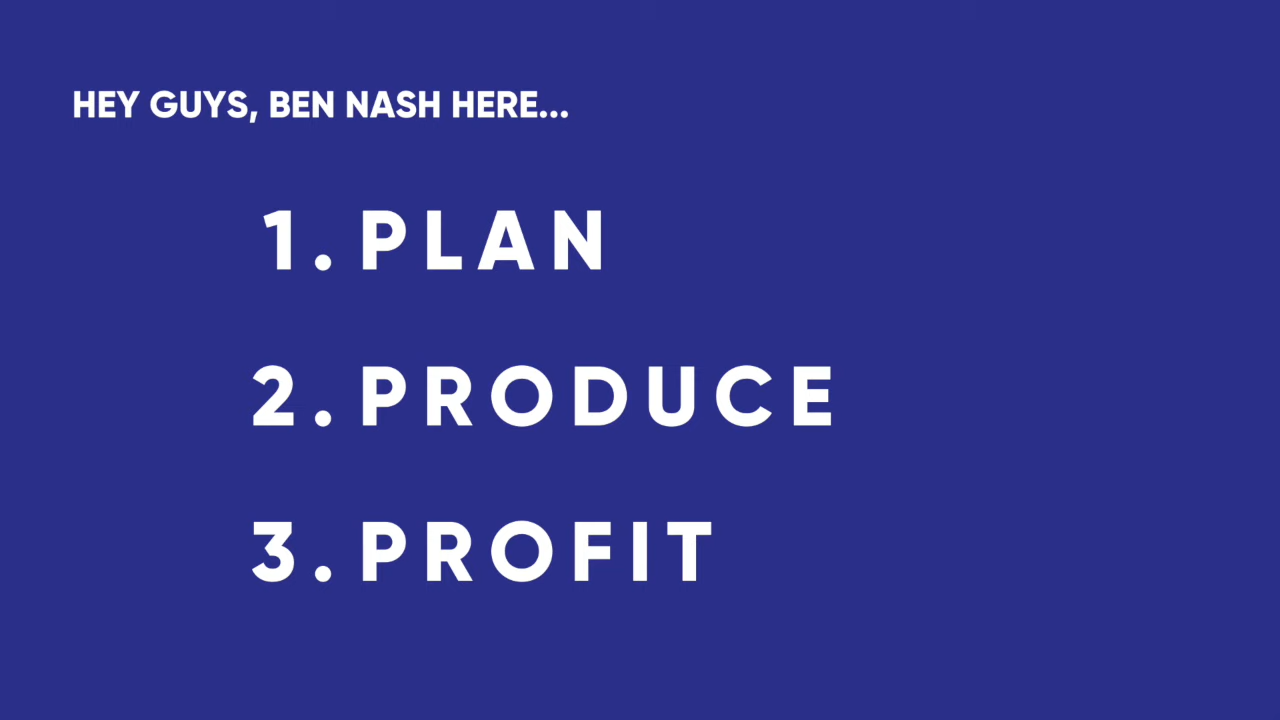 HEY GUYS, BEN NASH HERE...
1. PLAN
2. PRODUCE
3. PROFIT